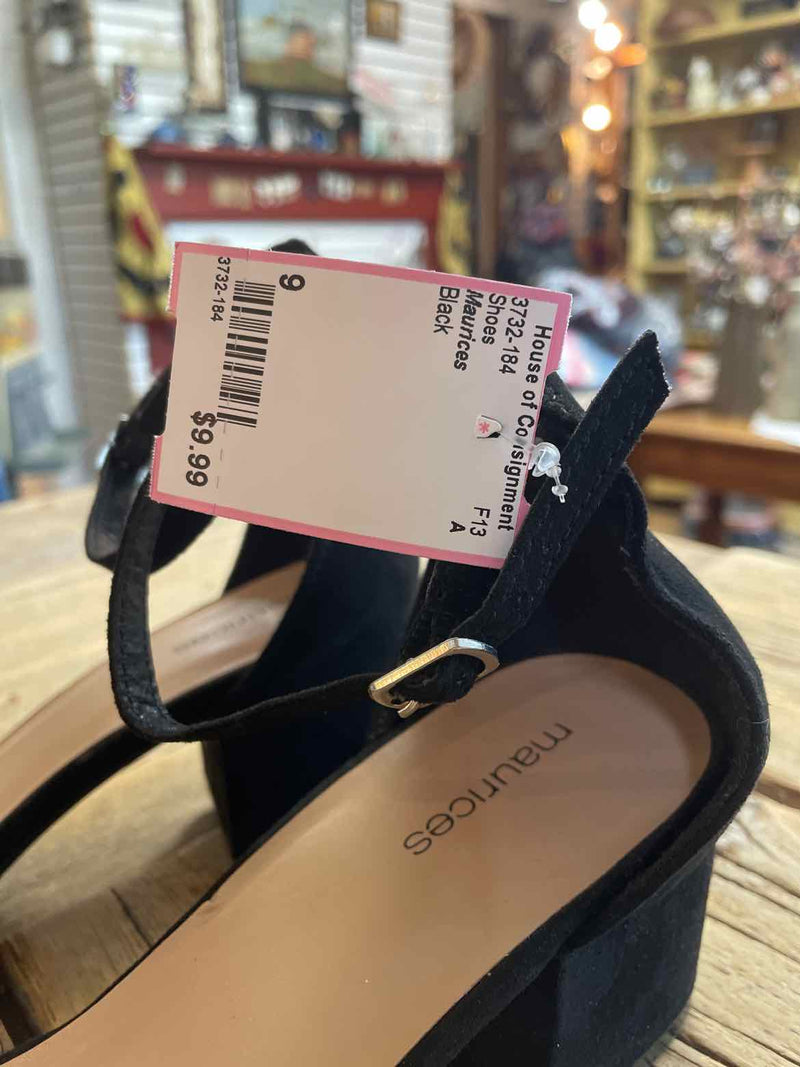 House of Consignment
3732-184 F13
Shoes A
Maurices
Black
9
3732-184
$9.99
maurices